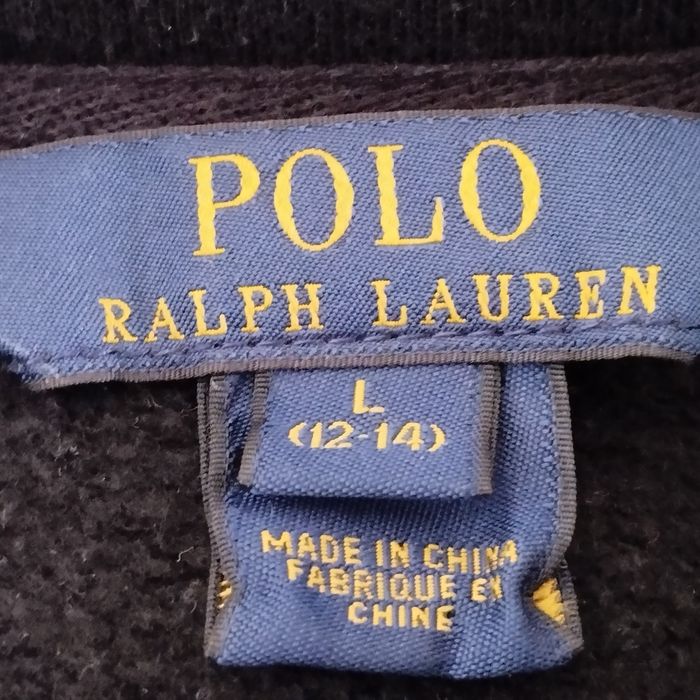 POLO
RALPH LAUREN
L
(12-14)
MADE IN CHINA
FABRIQUE EN
CHINE